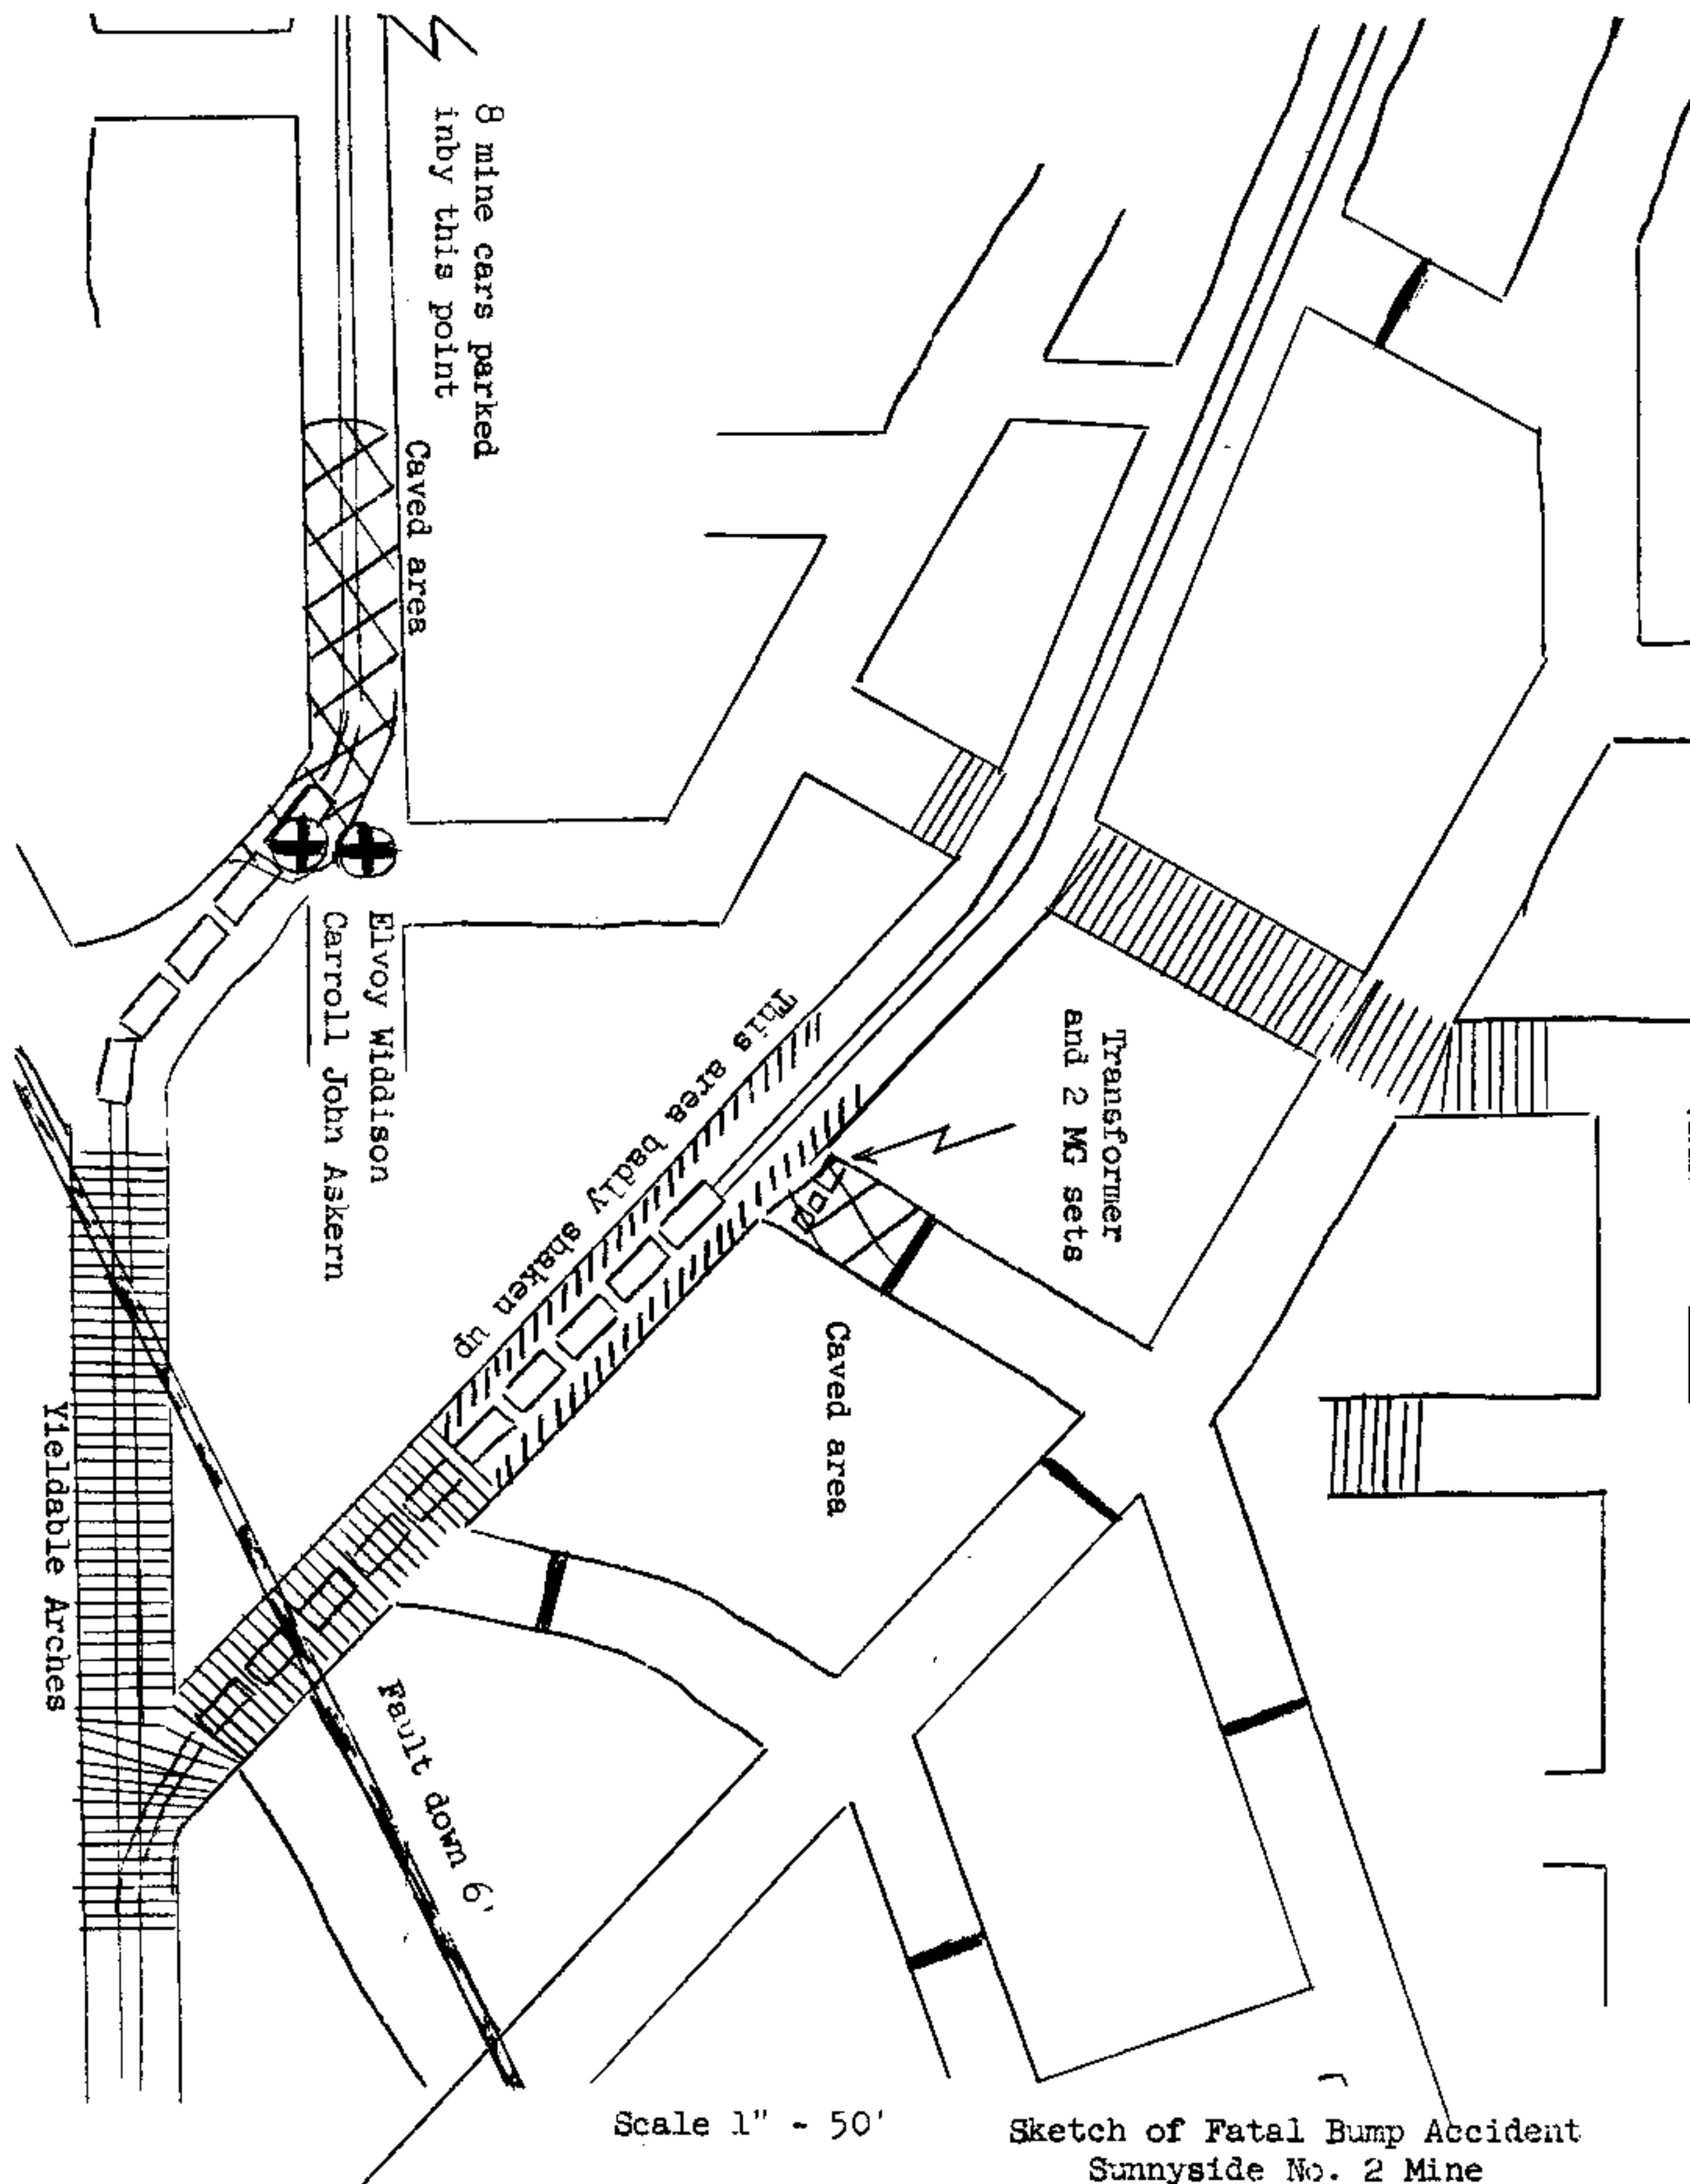 8 mine cars parked
inby this point
Caved area
Elvoy Widdison
Carroll John Askern
This area badly shaken up
Transformer
and 2 MG sets
Caved area
Yieldable Arches
Fault down 6'
Scale 1" - 50'
Sketch of Fatal Bump Accident
Sunnyside No. 2 Mine